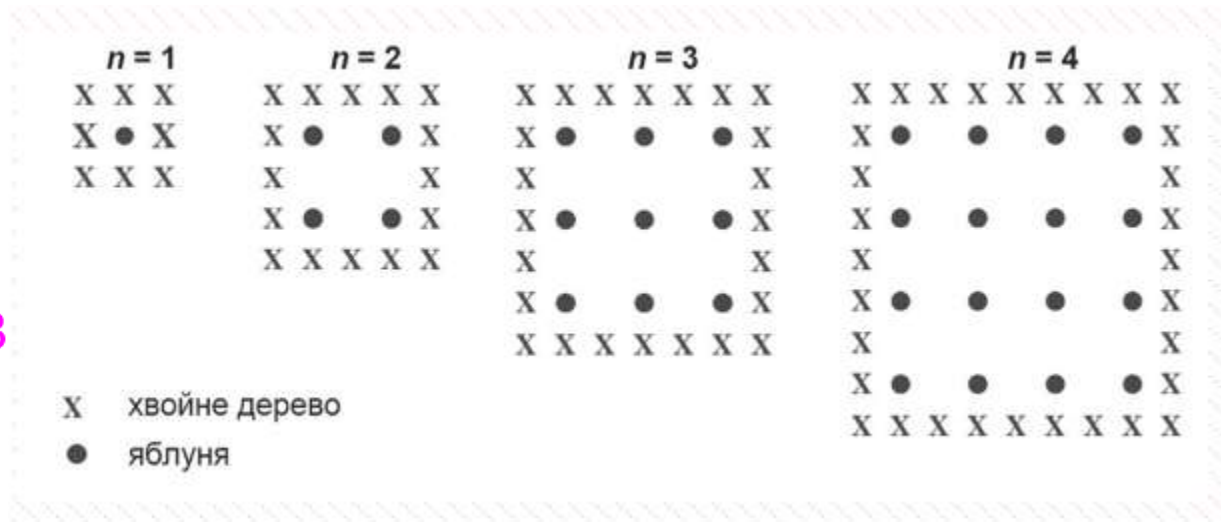 n = 1 n = 2 n = 3 n = 4
X X X X X X X X X X X X X X X X X X X X X X X X
X ● X X ● ● X X ● ● ● X X ● ● ● ● X
X X X X X X X X X
X ● ● X X ● ● ● X X ● ● ● ● X
X X X X X X X X X
X ● ● ● X X ● ● ● ● X
X X X X X X X X X
X ● ● ● ● X
X X X X X X X X X
X хвойне дерево
● яблуня